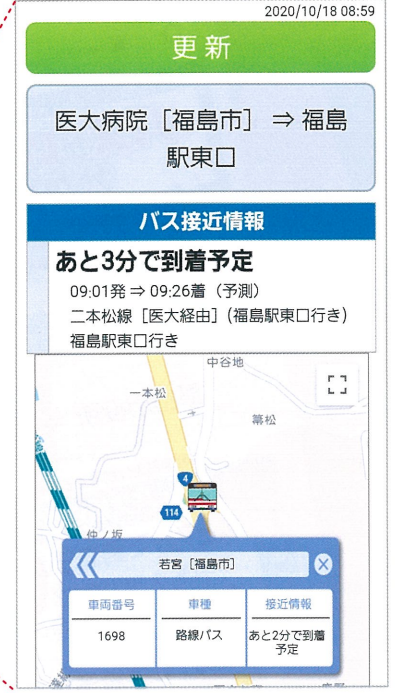 2020/10/18 08:59
更新
医大病院［福島市］ ⇒ 福島
駅東口
バス接近情報
あと3分で到着予定
09:01発 ⇒ 09:26着（予測）
二本松線［医大経由］（福島駅東口行き）
福島駅東口行き
中谷地
一本松
箒松
4
114
仲ノ坂
若宮［福島市］
車両番号 車種 接近情報
1698 路線バス あと2分で到着
予定